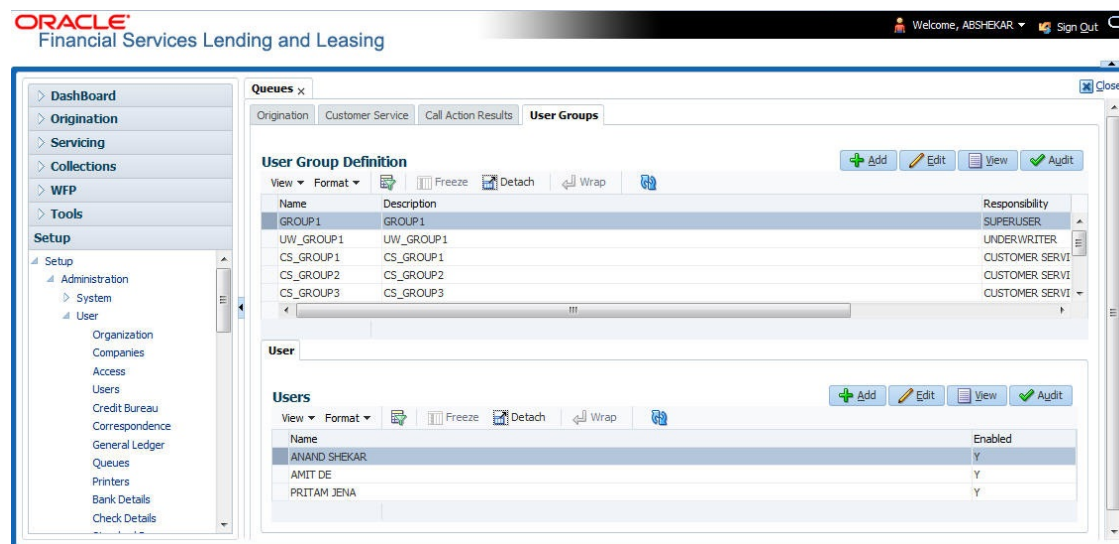 ORACLE
Financial Services Lending and Leasing
Welcome, ABSHEKAR
Sign Out
DashBoard
Origination
Servicing
Collections
WFP
Tools
Setup
Setup
Administration
System
User
Organization
Companies
Access
Users
Credit Bureau
Correspondence
General Ledger
Queues
Printers
Bank Details
Check Details
Queues x
Close
Origination Customer Service Call Action Results User Groups
User Group Definition
Add Edit View Audit
View Format Freeze Detach Wrap
Name Description Responsibility
GROUP1 GROUP1 SUPERUSER
UW_GROUP1 UW_GROUP1 UNDERWRITER
CS_GROUP1 CS_GROUP1 CUSTOMER SERVI
CS_GROUP2 CS_GROUP2 CUSTOMER SERVI
CS_GROUP3 CS_GROUP3 CUSTOMER SERVI
User
Users
Add Edit View Audit
View Format Freeze Detach Wrap
Name Enabled
ANAND SHEKAR Y
AMIT DE Y
PRITAM JENA Y